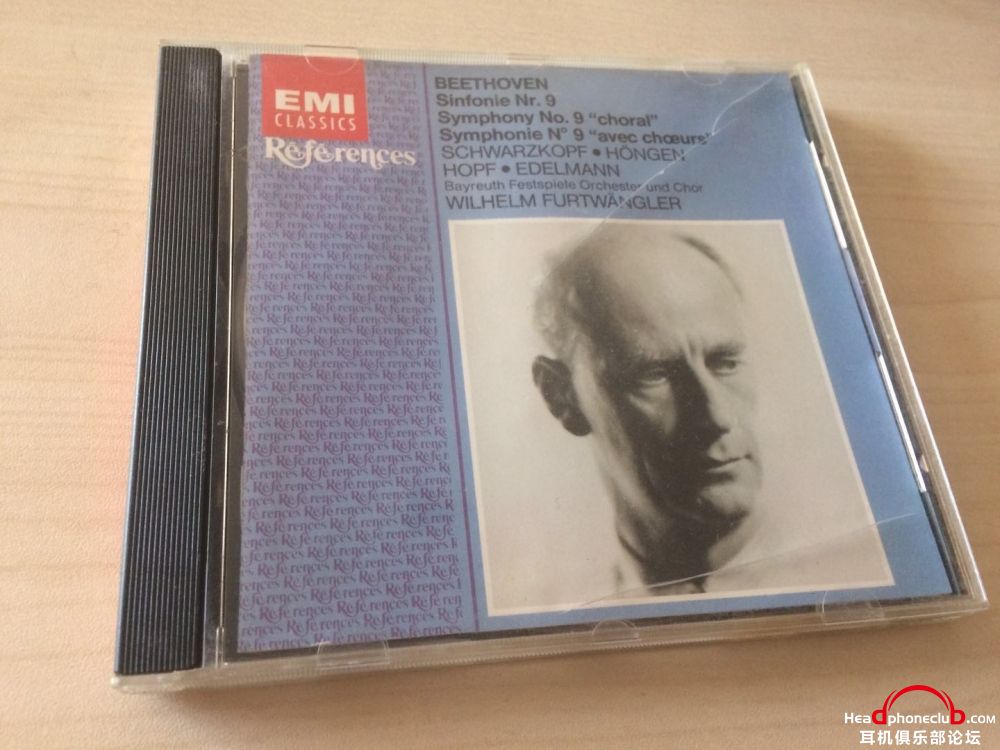 EMI
CLASSICS
Références
BEETHOVEN
Sinfonie Nr. 9
Symphony No. 9 “choral”
Symphonie N° 9 “avec chœurs”
SCHWARZKOPF • HÖNGEN
HOPF • EDELMANN
Bayreuth Festspiele Orchester und Chor
WILHELM FURTWÄNGLER
Headphoneclub.com
耳机俱乐部论坛